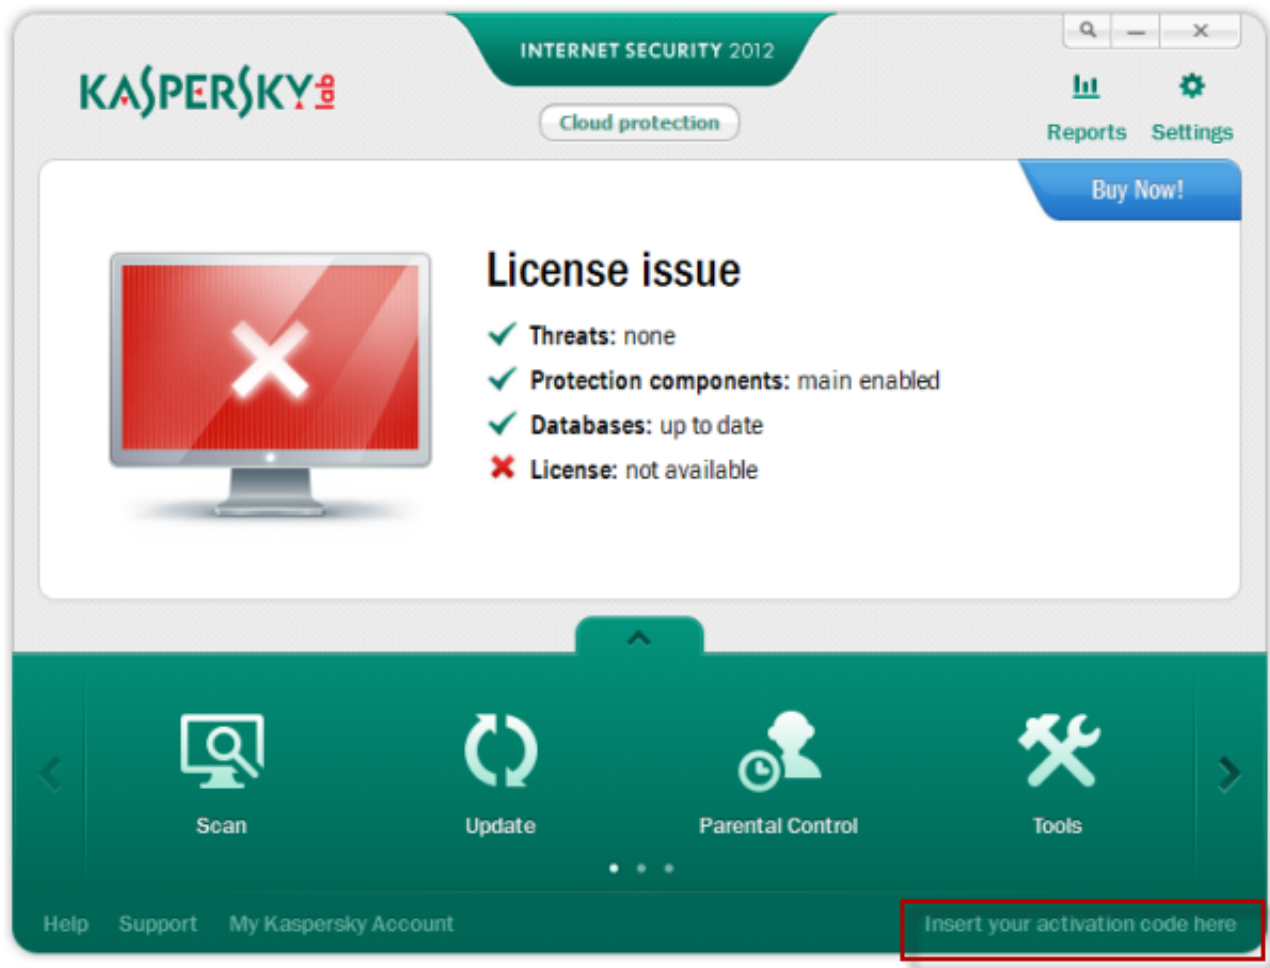 INTERNET SECURITY 2012
KASPERSKY lab
Cloud protection
Reports Settings
Buy Now!
License issue
Threats: none
Protection components: main enabled
Databases: up to date
License: not available
Scan Update Parental Control Tools
Help Support My Kaspersky Account Insert your activation code here